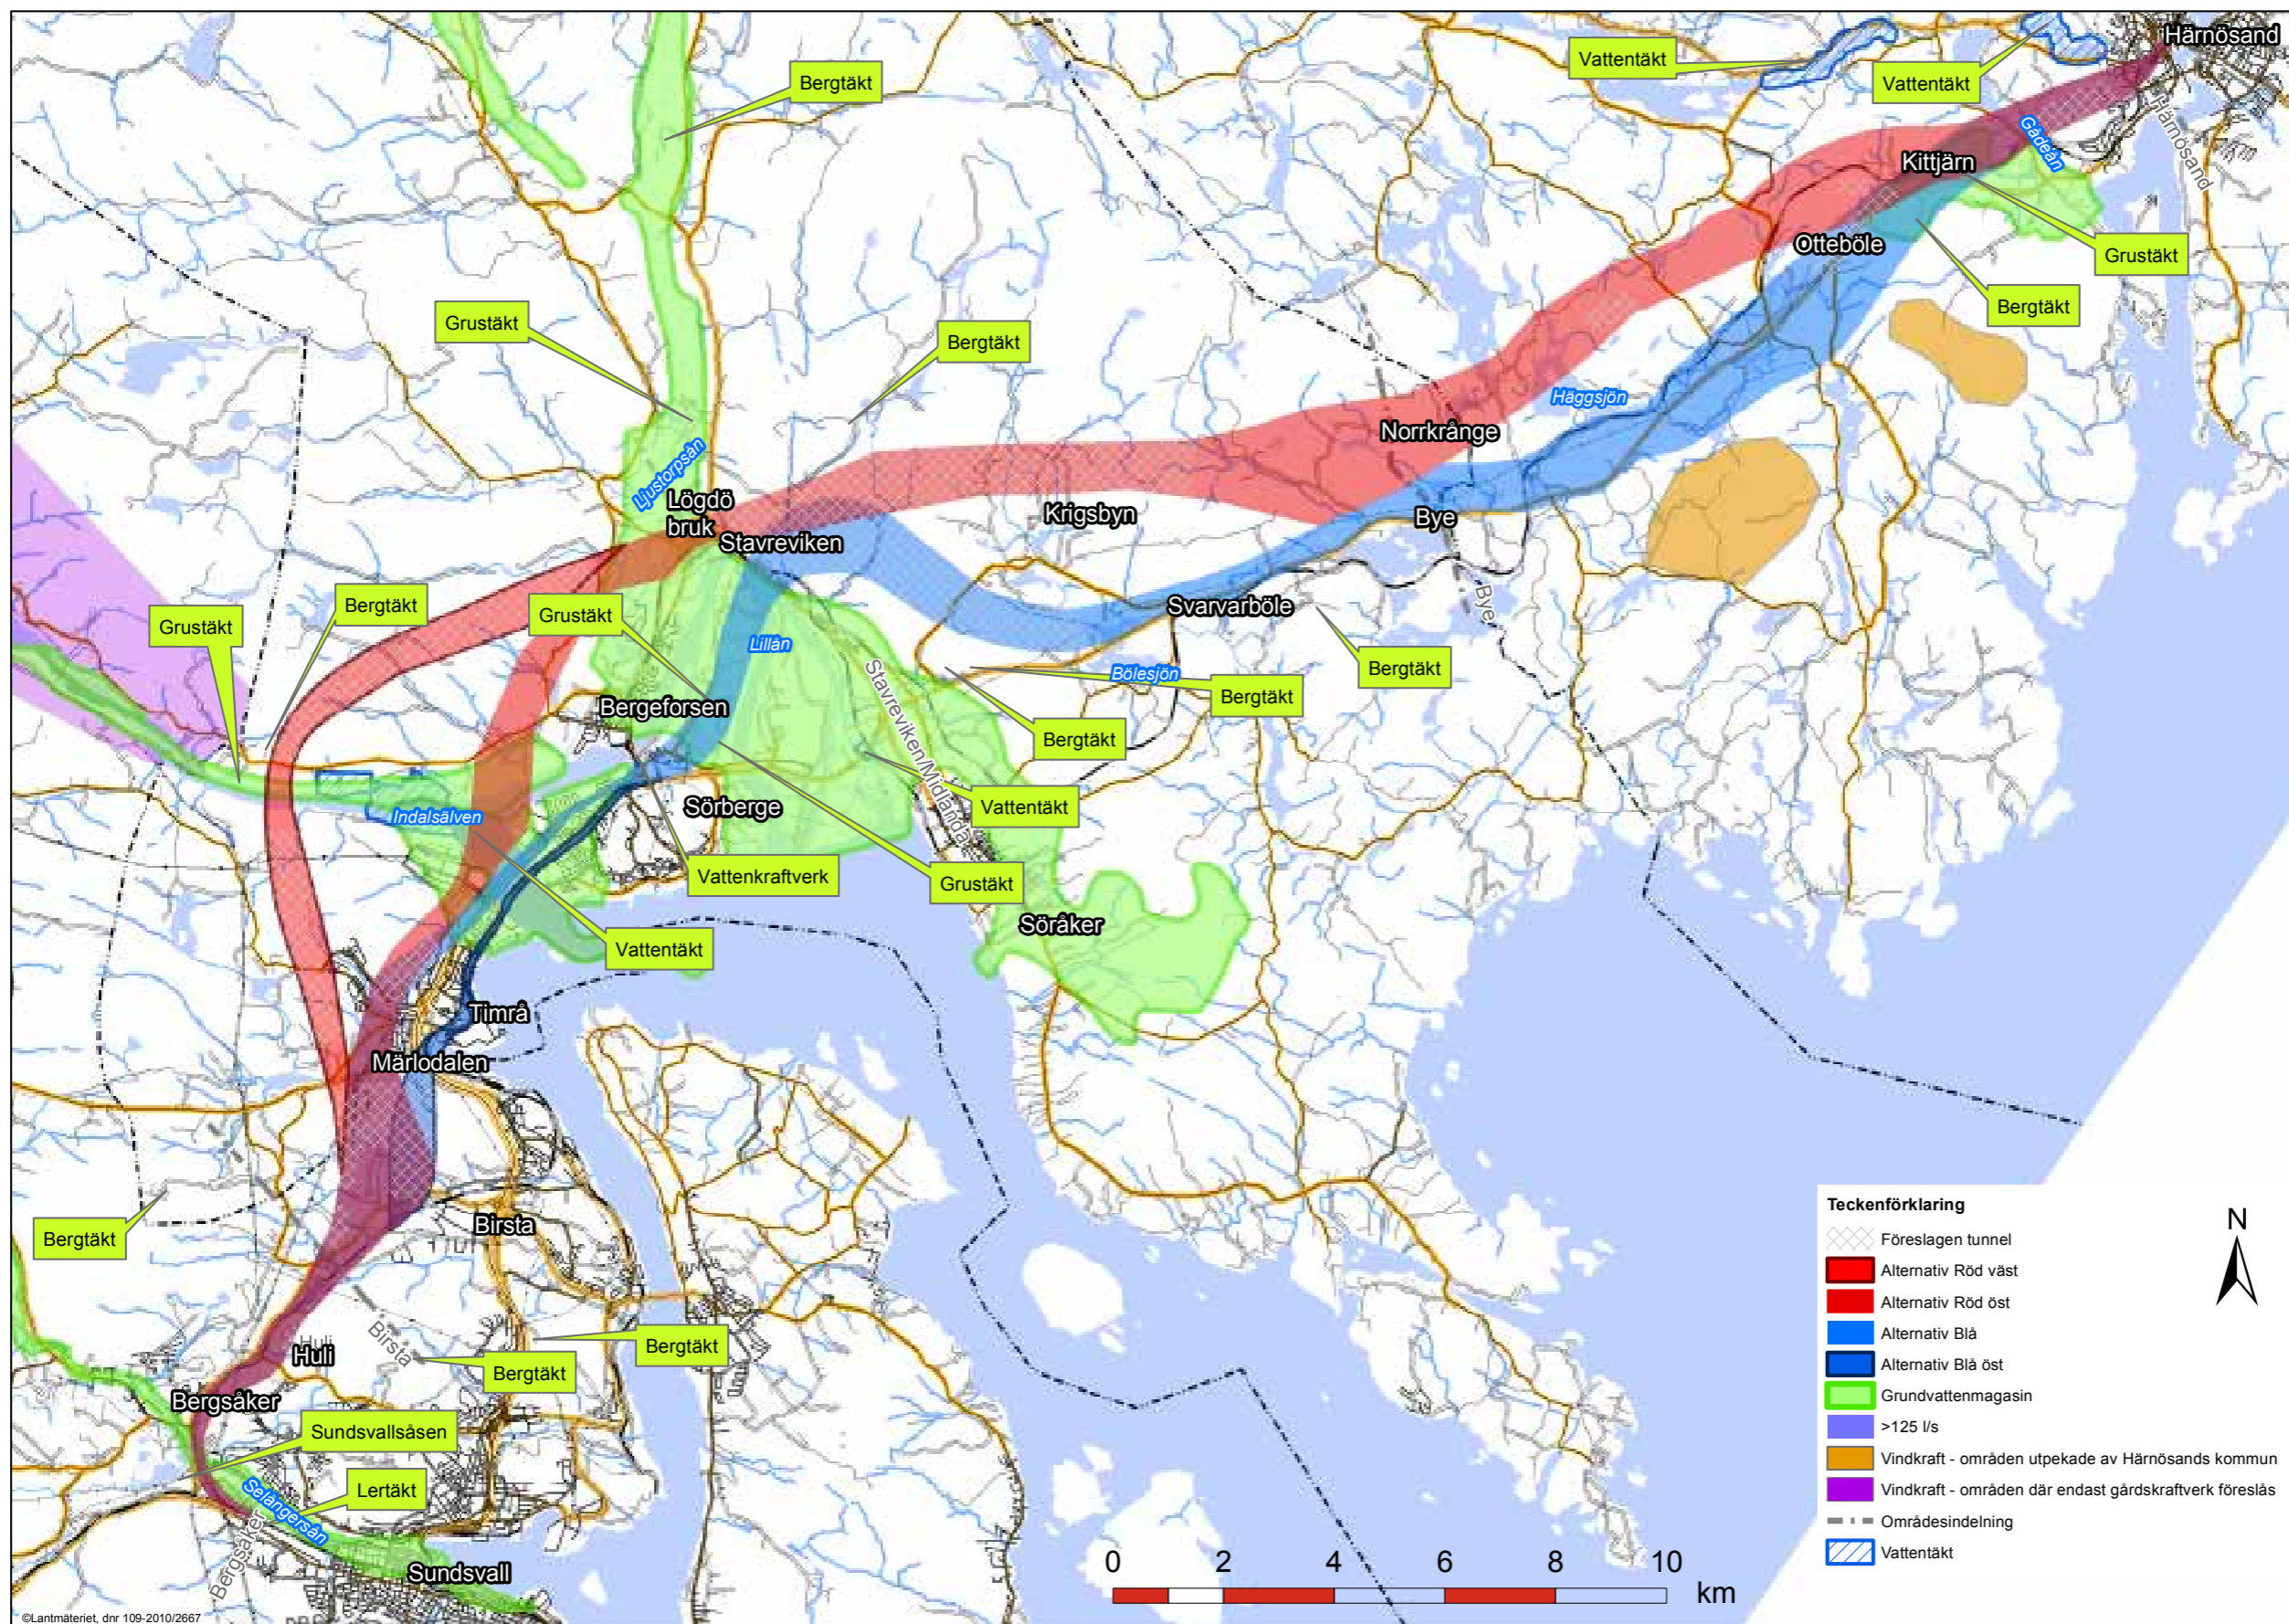 Härnösand
Vattentäkt
Vattentäkt
Bergtäkt
Härnösand
Gådeån
Kittjärn
Otteböle
Grustäkt
Bergtäkt
Grustäkt
Bergtäkt
Häggsjön
Norrkrånge
Ljustorpsån
Lögdö
bruk
Stavreviken
Krigsbyn
Bye
Bye
Svarvarböle
Bergtäkt
Grustäkt
Bergtäkt
Grustäkt
Lillån
Bölesjön
Bergtäkt
Bergtäkt
Bergeforsen
Stavreviken/Midlanda
Vattentäkt
Indalsälven
Sörberge
Vattenkraftverk
Grustäkt
Söråker
Vattentäkt
Timrå
Märlodalen
Bergtäkt
Birsta
Huli
Birsta
Bergtäkt
Bergtäkt
Bergsåker
Sundsvallsåsen
Lertäkt
Selångersån
Bergsåker
Sundsvall
Teckenförklaring
Föreslagen tunnel
Alternativ Röd väst
Alternativ Röd öst
Alternativ Blå
Alternativ Blå öst
Grundvattenmagasin
>125 l/s
Vindkraft - områden utpekade av Härnösands kommun
Vindkraft - områden där endast gårdskraftverk föreslås
Områdesindelning
Vattentäkt
N
0 2 4 6 8 10
km
©Lantmäteriet, dnr 109-2010/2667